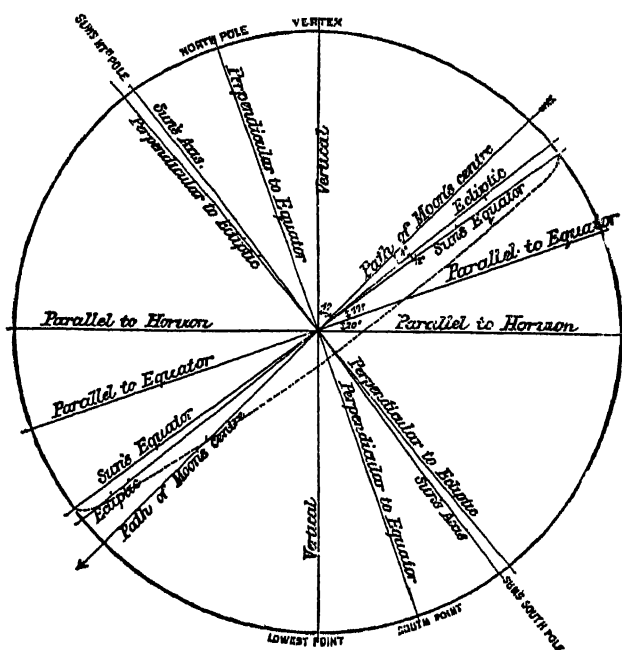 VERTEX
NORTH POLE
SUN'S NTH POLE
Sun's Axis.
Perpendicular to Ecliptic
Perpendicular to Equator
Vertical
Path of Moon's centre
Ecliptic
Sun's Equator
Parallel to Equator
Parallel to Horizon
20°
Parallel to Horizon
Parallel to Equator
Sun's Equator
Ecliptic
Path of Moon's Centre
Vertical
Perpendicular to Ecliptic
Sun's Axis
Perpendicular to Equator
LOWEST POINT
SOUTH POINT
SUN'S SOUTH POLE